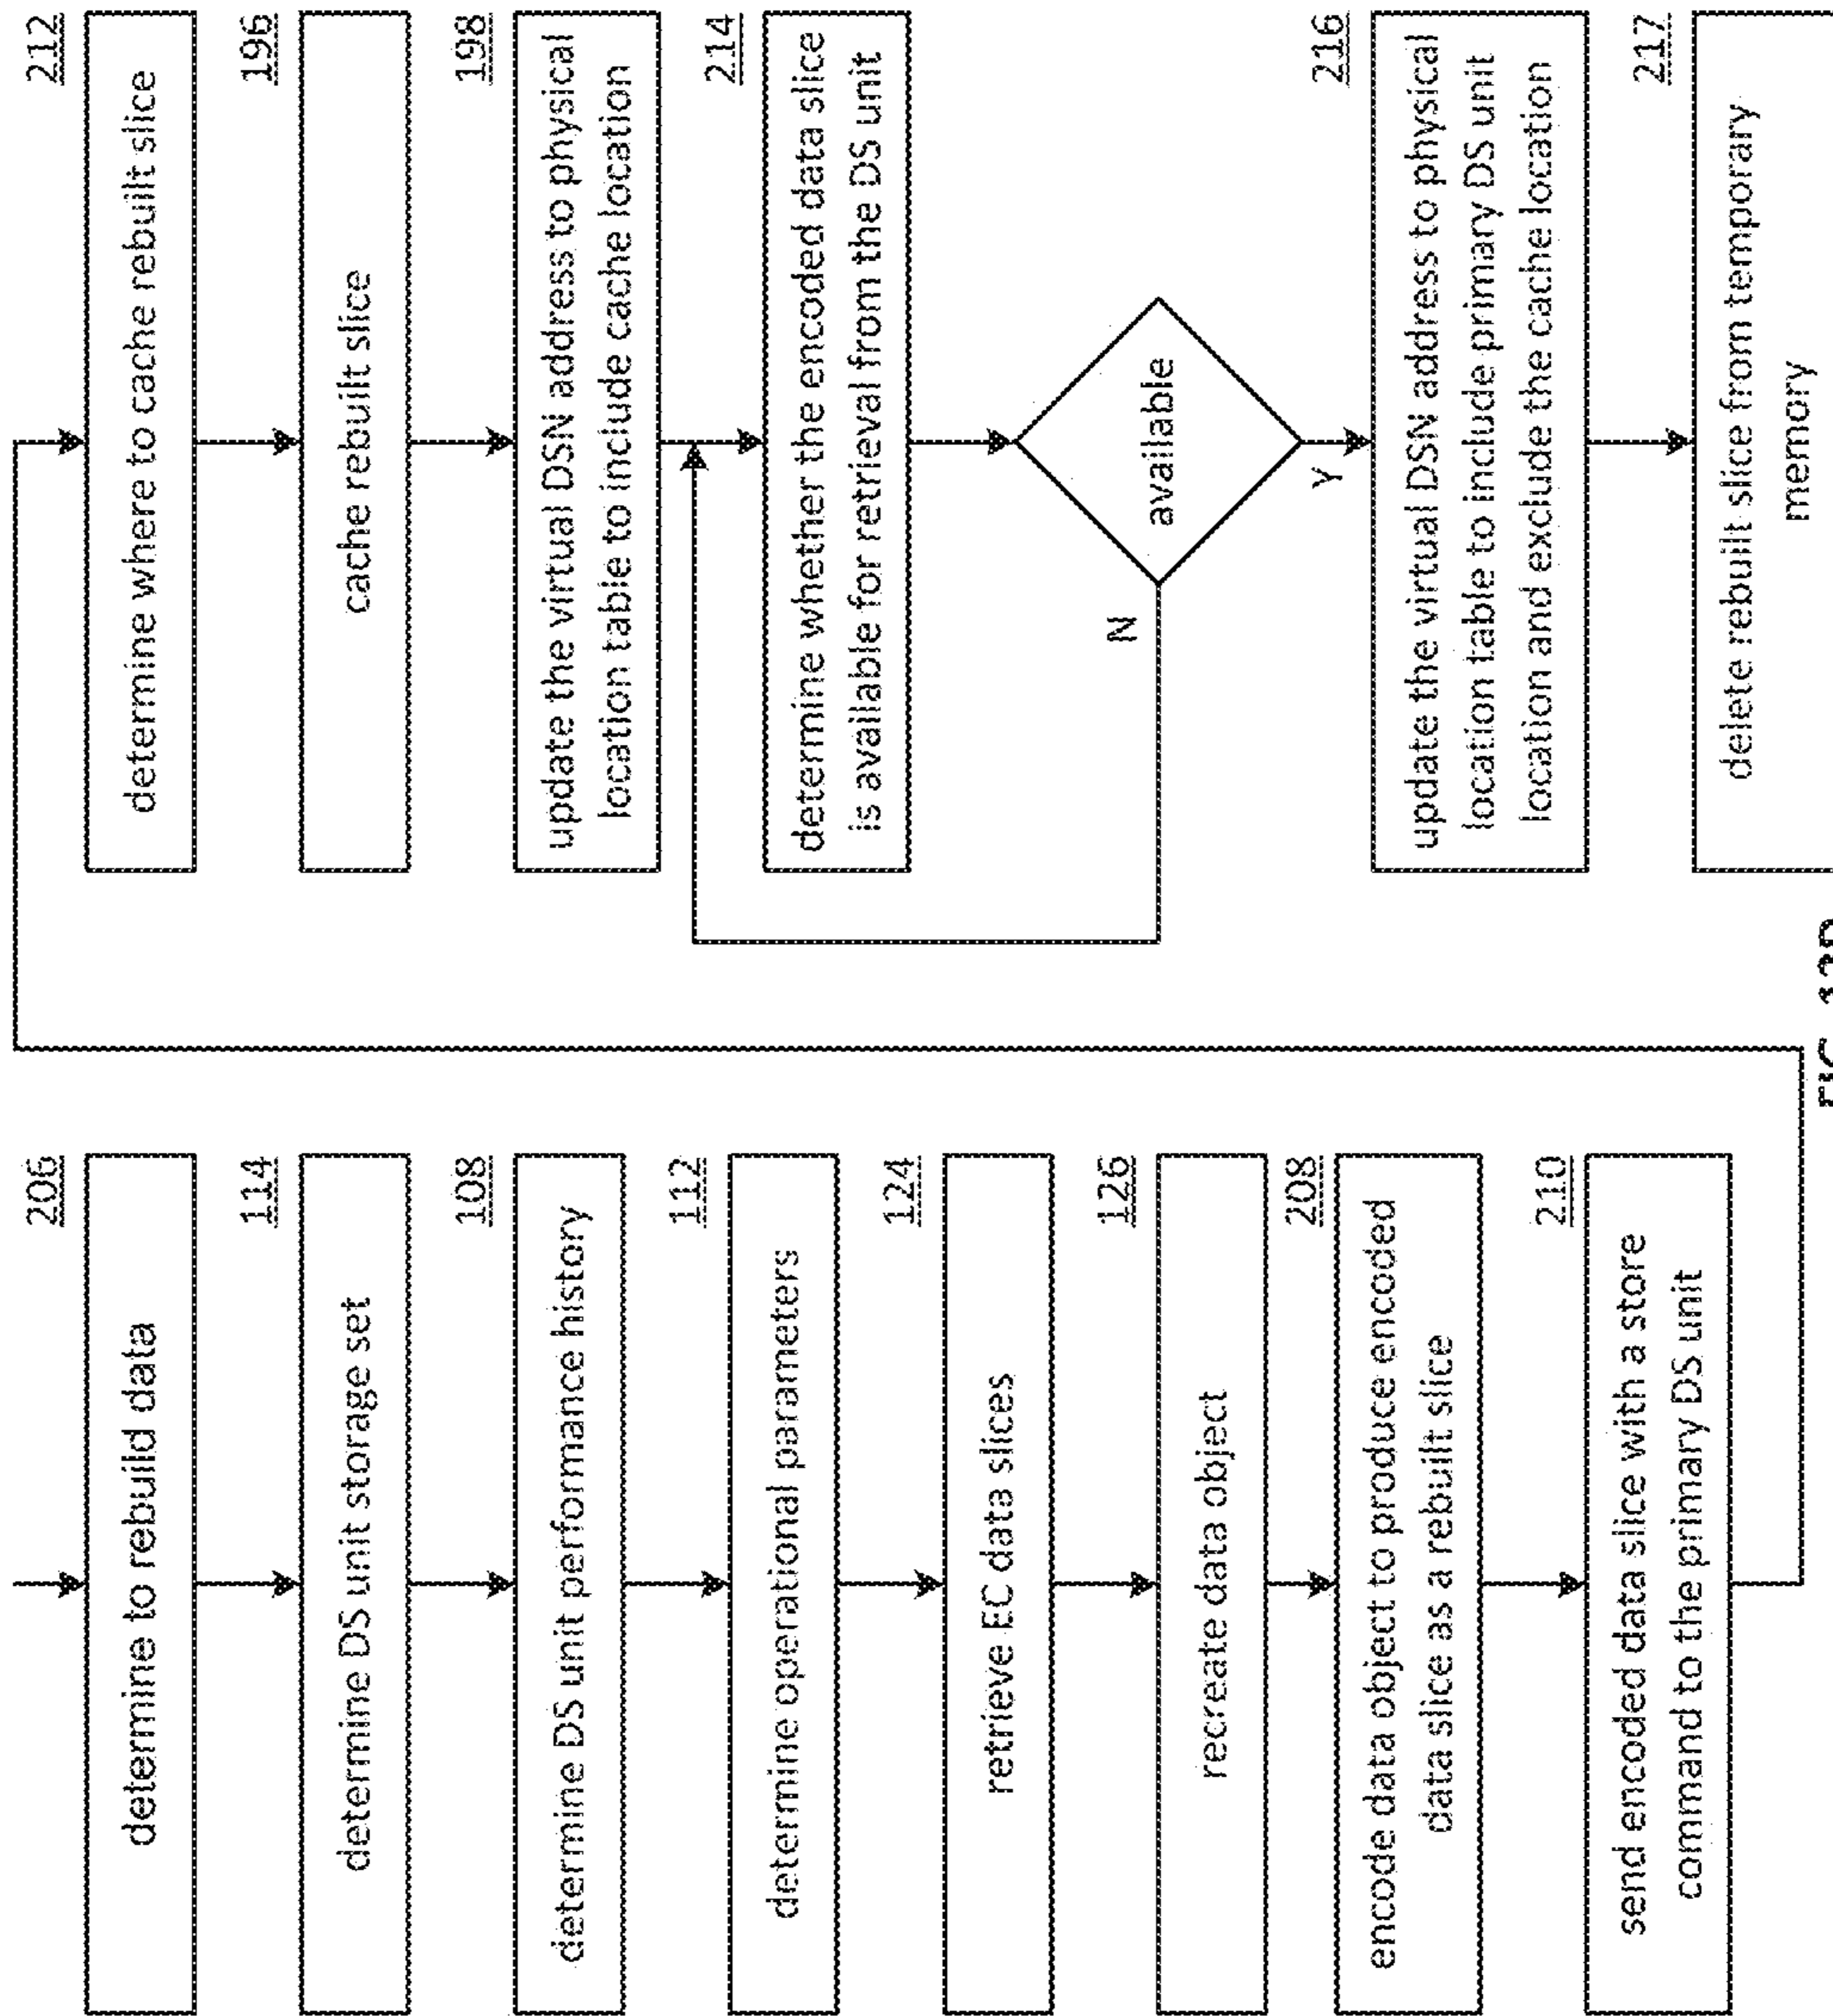 206
determine to rebuild data
114
determine DS unit storage set
108
determine DS unit performance history
112
determine operational parameters
124
retrieve EC data slices
126
recreate data object
208
encode data object to produce encoded
data slice as a rebuilt slice
210
send encoded data slice with a store
command to the primary DS unit
212
determine where to cache rebuilt slice
196
cache rebuilt slice
198
update the virtual DSN address to physical
location table to include cache location
214
determine whether the encoded data slice
is available for retrieval from the DS unit
available
N
Y
216
update the virtual DSN address to physical
location table to include primary DS unit
location and exclude the cache location
217
delete rebuilt slice from temporary
memory